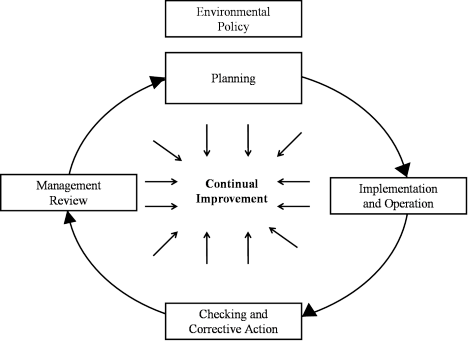 Environmental
Policy
Planning
Management
Review
Continual
Improvement
Implementation
and Operation
Checking and
Corrective Action